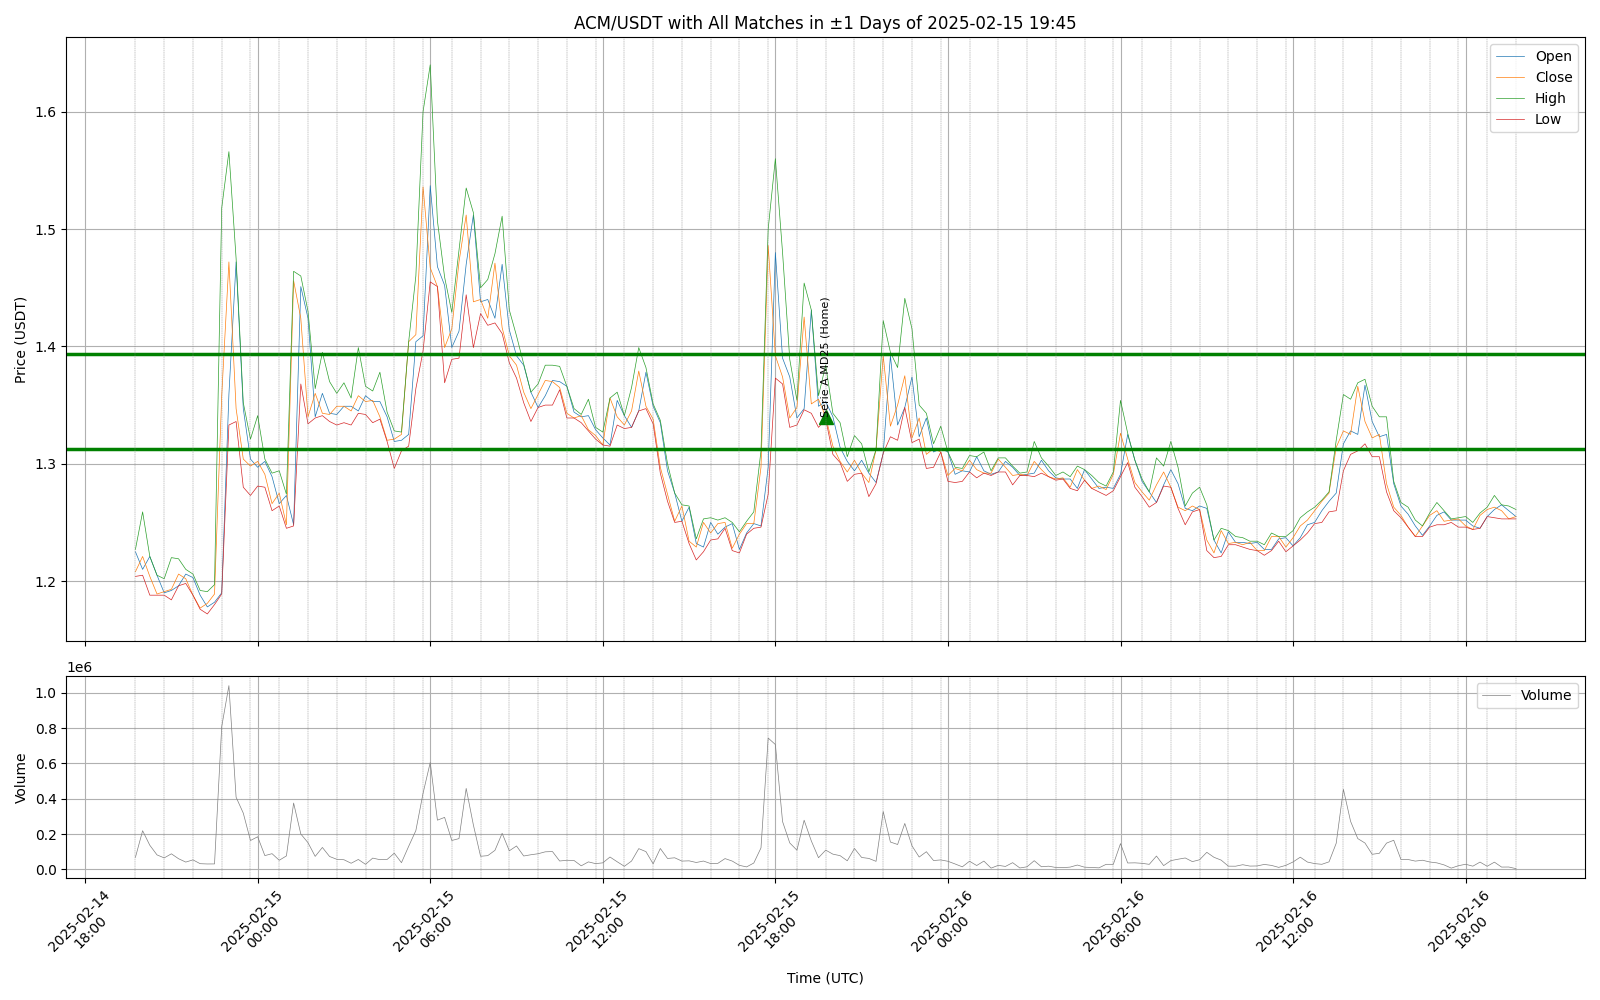 ACM/USDT with All Matches in ±1 Days of 2025-02-15 19:45
Open
Close
High
Low
Price (USDT)
1.6
1.5
1.4
1.3
1.2
Serie A MD25 (Home)
1e6
Volume
Volume
1.0
0.8
0.6
0.4
0.2
0.0
2025-02-14
18:00
2025-02-15
00:00
2025-02-15
06:00
2025-02-15
12:00
2025-02-15
18:00
2025-02-16
00:00
2025-02-16
06:00
2025-02-16
12:00
2025-02-16
18:00
Time (UTC)